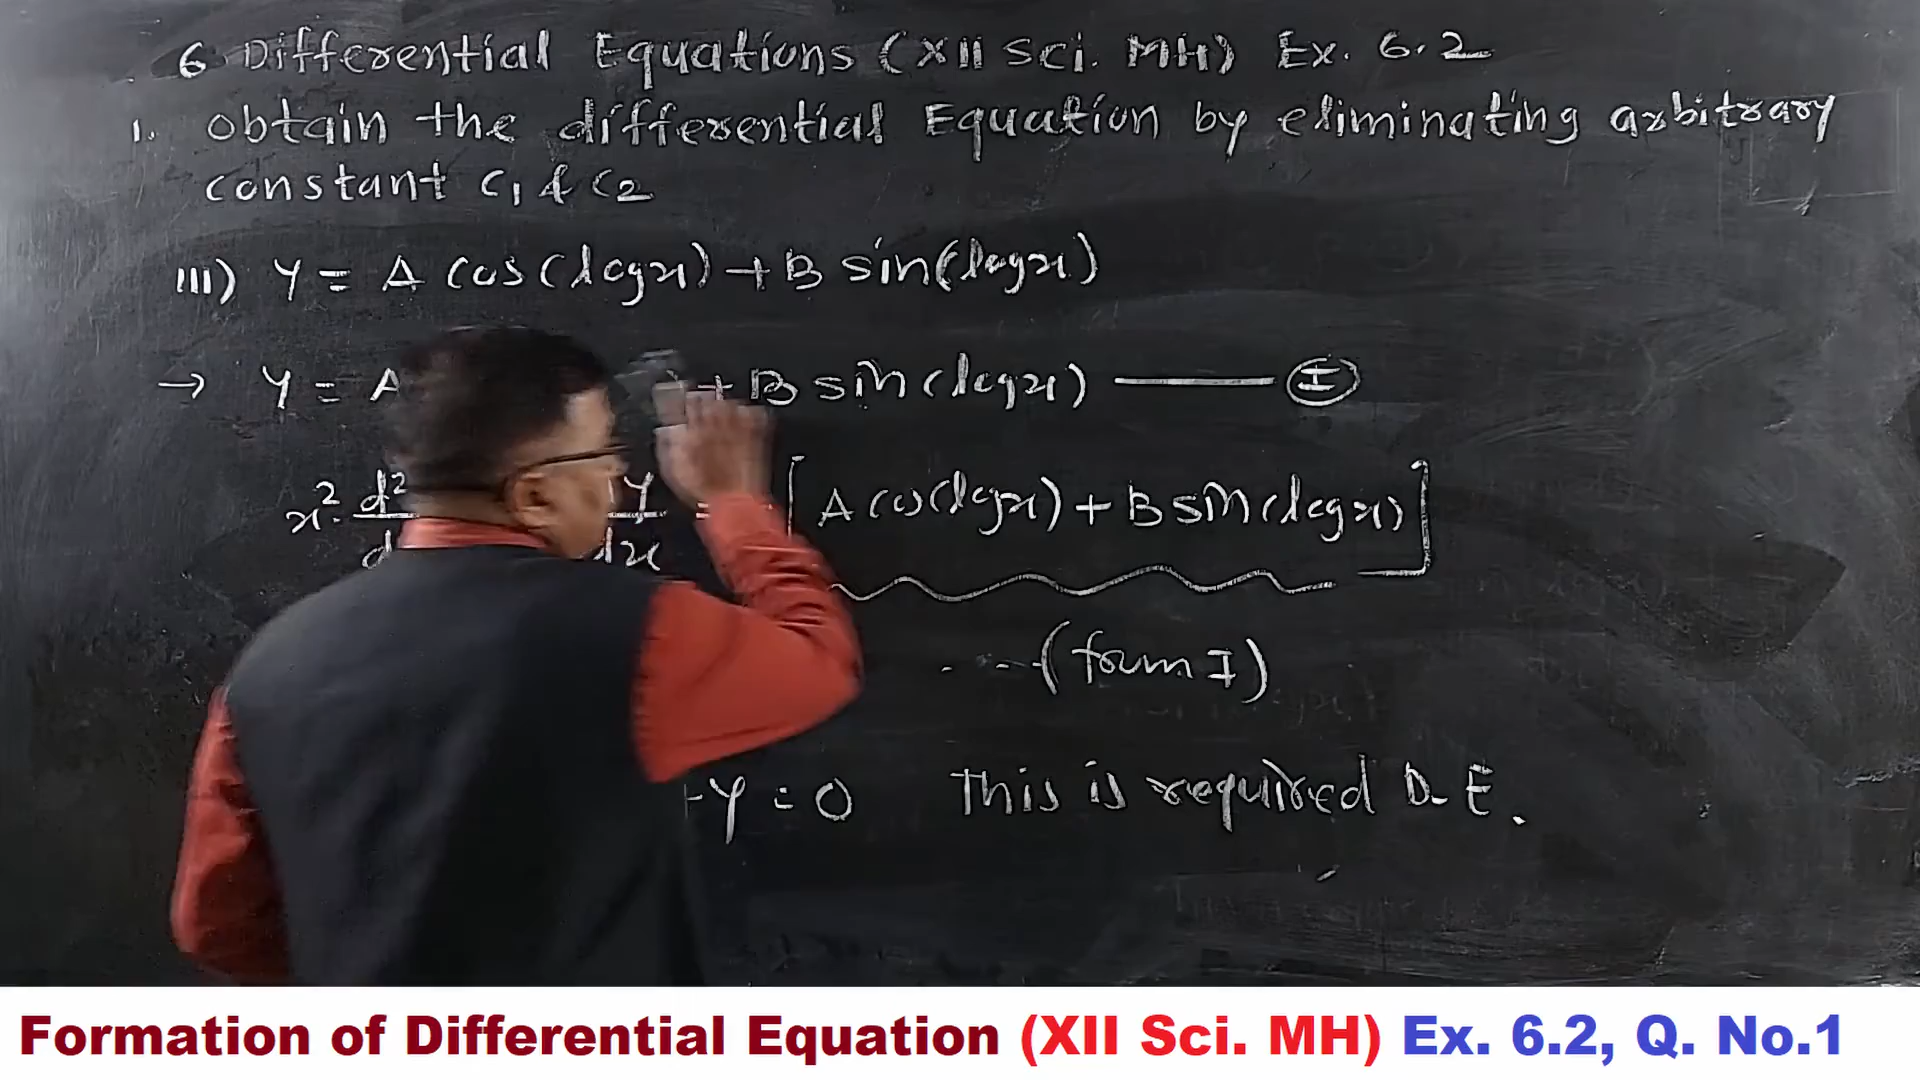 6 Differential Equations (XII Sci. MH) Ex. 6.2
1. obtain the differential Equation by eliminating arbitrary
constant C1 & C2
III) y = A cos(logx) + B sin(logx)
→ y = A + B sin(logx) —— (I)
x². d² y/dx = [A cos(logx) + B sin(logx)]
---(from I)
+y = 0 This is required D.E.
Formation of Differential Equation (XII Sci. MH) Ex. 6.2, Q. No.1